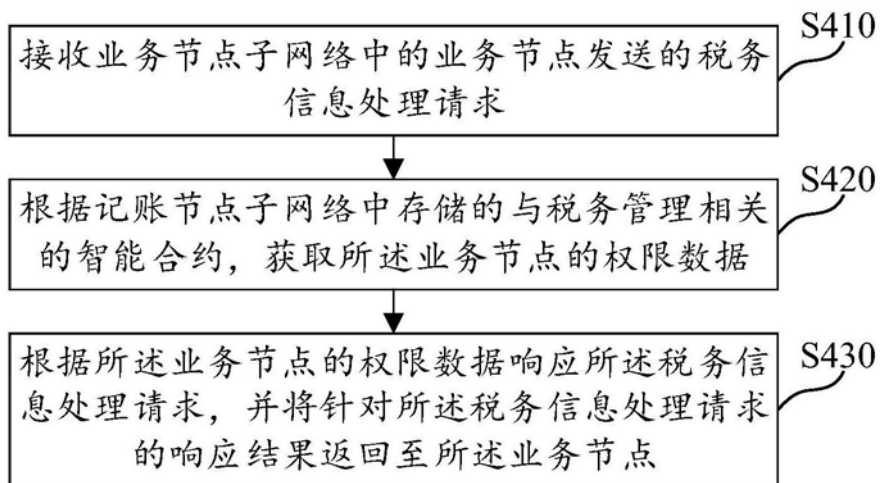 接收业务节点子网络中的业务节点发送的税务
信息处理请求
S410
根据记账节点子网络中存储的与税务管理相关
的智能合约，获取所述业务节点的权限数据
S420
根据所述业务节点的权限数据响应所述税务信
息处理请求，并将针对所述税务信息处理请求
的响应结果返回至所述业务节点
S430